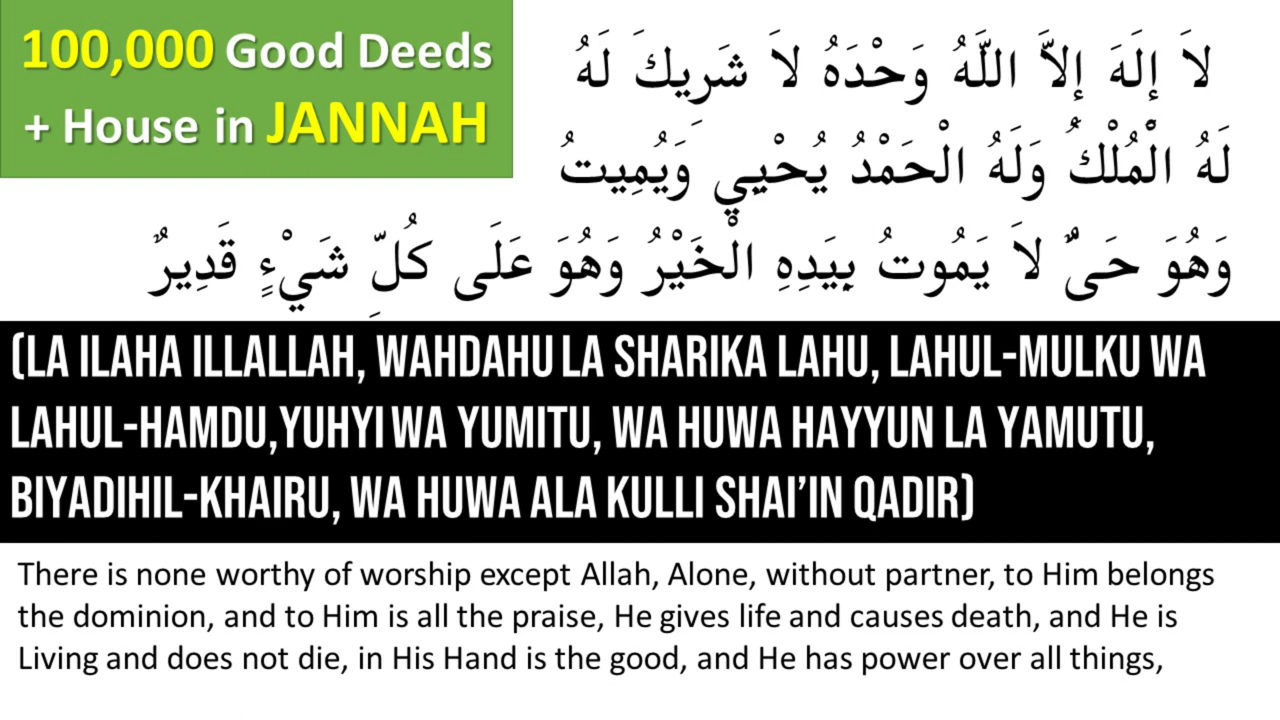 100,000 Good Deeds
+ House in JANNAH
لاَ إِلَهَ إِلاَّ اللَّهُ وَحْدَهُ لاَ شَرِيكَ لَهُ
لَهُ الْمُلْكُ وَلَهُ الْحَمْدُ يُحْيِي وَيُمِيتُ
وَهُوَ حَىٌّ لاَ يَمُوتُ بِيَدِهِ الْخَيْرُ وَهُوَ عَلَى كُلِّ شَيْءٍ قَدِيرٌ
(LA ILAHA ILLALLAH, WAHDAHU LA SHARIKA LAHU, LAHUL-MULKU WA
LAHUL-HAMDU,YUHYI WA YUMITU, WA HUWA HAYYUN LA YAMUTU,
BIYADIHIL-KHAIRU, WA HUWA ALA KULLI SHAI’IN QADIR)
There is none worthy of worship except Allah, Alone, without partner, to Him belongs
the dominion, and to Him is all the praise, He gives life and causes death, and He is
Living and does not die, in His Hand is the good, and He has power over all things,